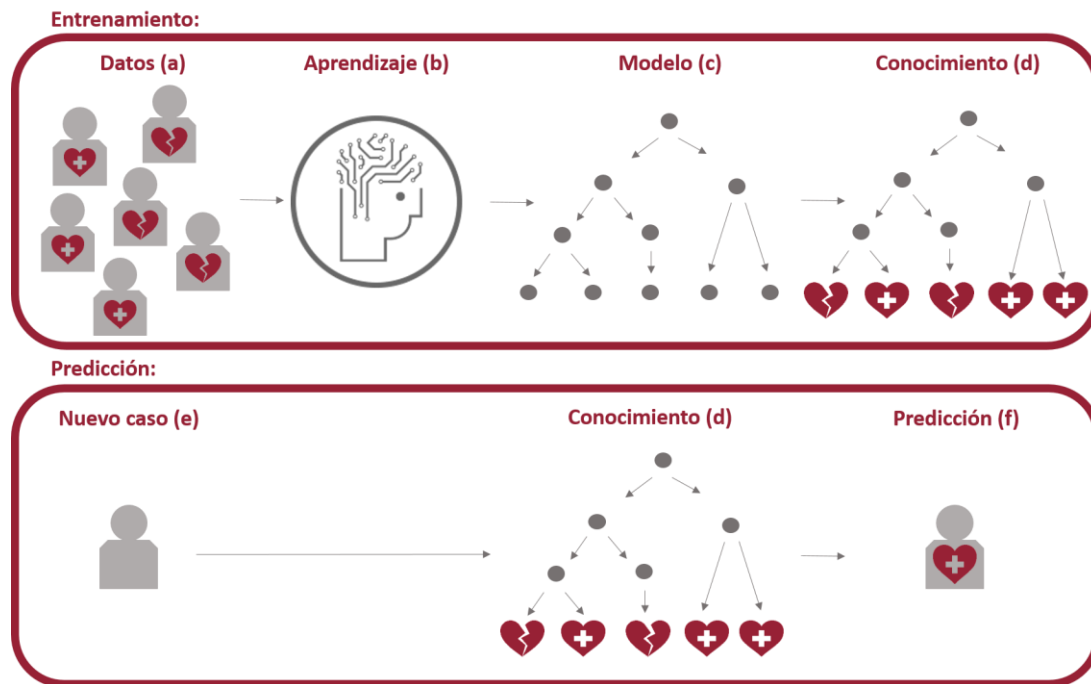 Entrenamiento:
Datos (a)
Aprendizaje (b)
Modelo (c)
Conocimiento (d)
Predicción:
Nuevo caso (e)
Conocimiento (d)
Predicción (f)